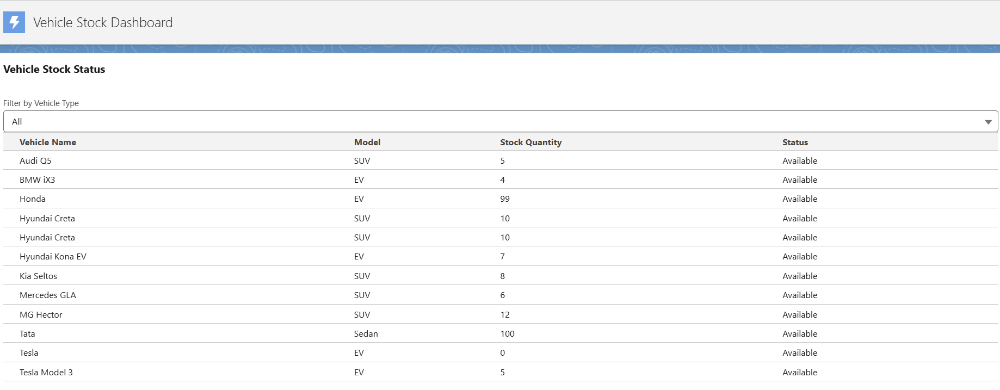 Vehicle Stock Dashboard
Vehicle Stock Status
Filter by Vehicle Type
All
Vehicle Name Model Stock Quantity Status
Audi Q5 SUV 5 Available
BMW iX3 EV 4 Available
Honda EV 99 Available
Hyundai Creta SUV 10 Available
Hyundai Creta SUV 10 Available
Hyundai Kona EV EV 7 Available
Kia Seltos SUV 8 Available
Mercedes GLA SUV 6 Available
MG Hector SUV 12 Available
Tata Sedan 100 Available
Tesla EV 0 Available
Tesla Model 3 EV 5 Available